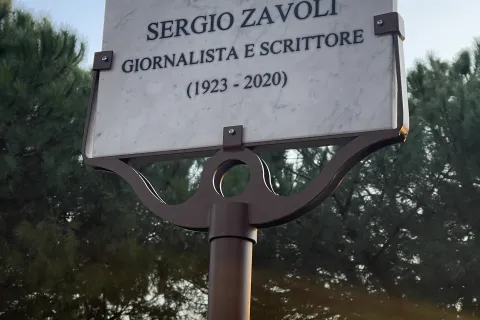 SERGIO ZAVOLI
GIORNALISTA E SCRITTORE
(1923 - 2020)